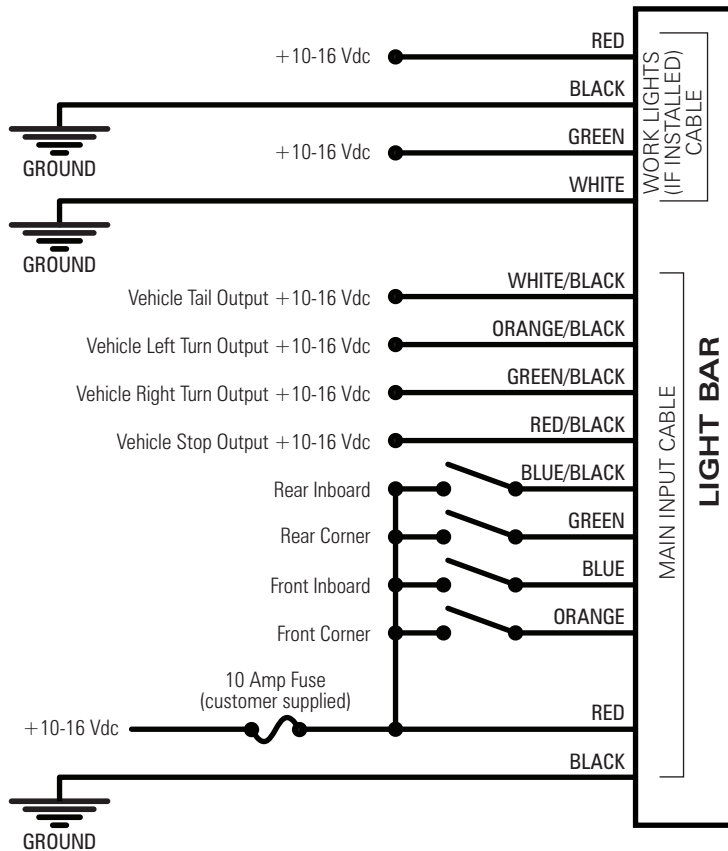 +10-16 Vdc
RED
BLACK
GROUND
+10-16 Vdc
GREEN
WHITE
GROUND
WORK LIGHTS
(IF INSTALLED)
CABLE
Vehicle Tail Output +10-16 Vdc
WHITE/BLACK
Vehicle Left Turn Output +10-16 Vdc
ORANGE/BLACK
Vehicle Right Turn Output +10-16 Vdc
GREEN/BLACK
Vehicle Stop Output +10-16 Vdc
RED/BLACK
Rear Inboard
BLUE/BLACK
Rear Corner
GREEN
Front Inboard
BLUE
Front Corner
ORANGE
10 Amp Fuse
(customer supplied)
+10-16 Vdc
RED
BLACK
GROUND
MAIN INPUT CABLE
LIGHT BAR